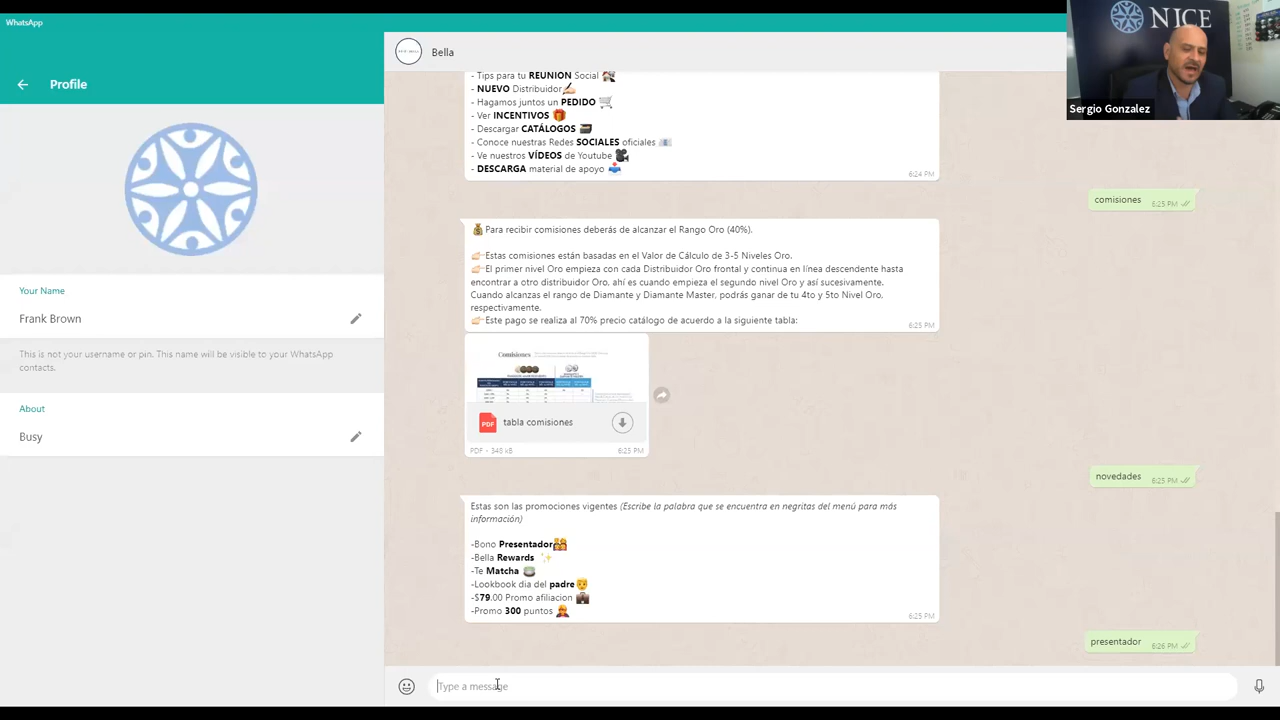 WhatsApp
Profile
Your Name
Frank Brown
This is not your username or pin. This name will be visible to your WhatsApp
contacts.
About
Busy
Bella
- Tips para tu REUNION Social
- NUEVO Distribuidor
- Hagamos juntos un PEDIDO
- Ver INCENTIVOS
- Descargar CATÁLOGOS
- Conoce nuestras Redes SOCIALES oficiales
- Ve nuestros VÍDEOS de Youtube
- DESCARGA material de apoyo
6:24 PM
comisiones
6:25 PM
Para recibir comisiones deberás de alcanzar el Rango Oro (40%).
Estas comisiones están basadas en el Valor de Cálculo de 3-5 Niveles Oro.
El primer nivel Oro empieza con cada Distribuidor Oro frontal y continua en línea descendente hasta
encontrar a otro distribuidor Oro, ahí es cuando empieza el segundo nivel Oro y así sucesivamente.
Cuando alcanzas el rango de Diamante y Diamante Master, podrás ganar de tu 4to y 5to Nivel Oro,
respectivamente.
Este pago se realiza al 70% precio catálogo de acuerdo a la siguiente tabla:
6:25 PM
Comisiones
PDF
tabla comisiones
PDF - 348 kB
6:25 PM
novedades
6:25 PM
Estas son las promociones vigentes (Escribe la palabra que se encuentra en negritas del menú para más
información)
-Bono Presentador
-Bella Rewards
-Te Matcha
-Lookbook dia del padre
-$79.00 Promo afiliacion
-Promo 300 puntos
6:25 PM
presentador
6:26 PM
Type a message
NICE
Sergio Gonzalez